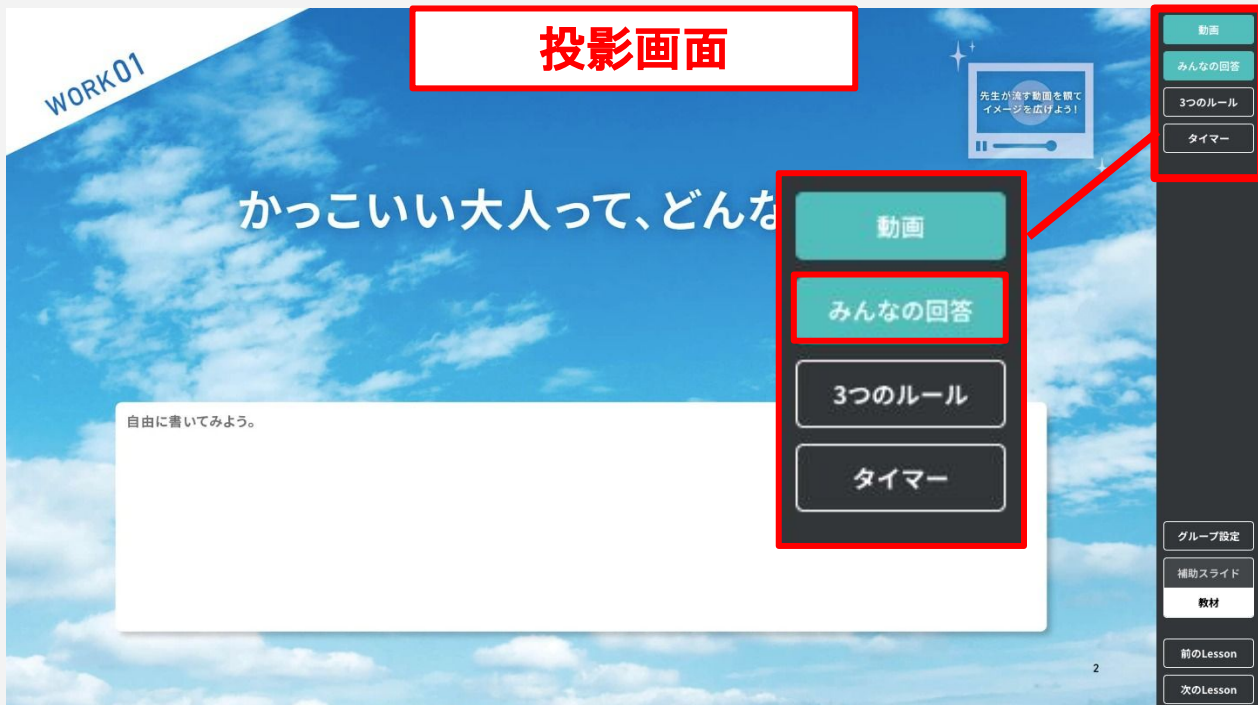 投影画面
WORK01
先生が流す動画を観て
イメージを広げよう!
かっこいい大人って、どんな
自由に書いてみよう。
動画
みんなの回答
3つのルール
タイマー
2
動画
みんなの回答
3つのルール
タイマー
グループ設定
補助スライド
教材
前のLesson
次のLesson